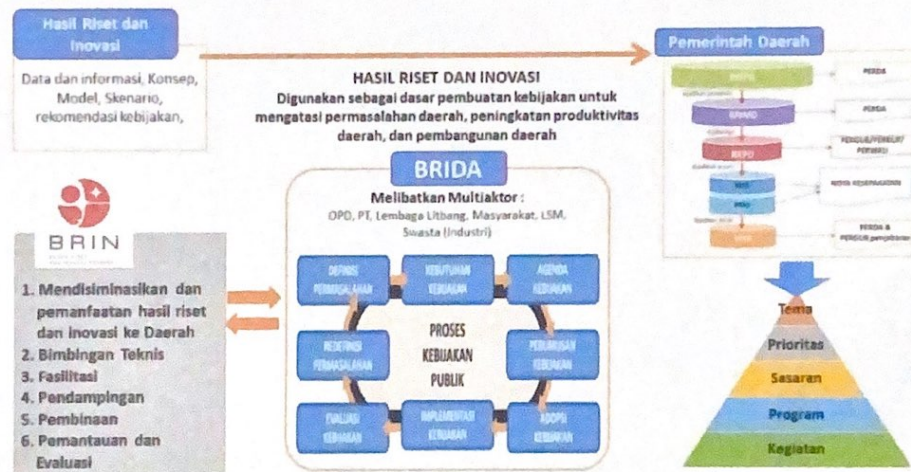 Hasil Riset dan
Inovasi
Data dan informasi, Konsep,
Model, Skenario,
rekomendasi kebijakan,
HASIL RISET DAN INOVASI
Digunakan sebagai dasar pembuatan kebijakan untuk
mengatasi permasalahan daerah, peningkatan produktivitas
daerah, dan pembangunan daerah
Pemerintah Daerah
PERDA
RPJMD
PERDA
RKPD
PERDA &
BRIDA
Melibatkan Multiaktor :
OPD, PT, Lembaga Litbang, Masyarakat, LSM,
Swasta (Industri)
DEFINISI
PERMASALAHAN
KEBUTUHAN
KEBIJAKAN
AGENDA
KEBIJAKAN
REDEFINISI
PERMASALAHAN
PROSES
KEBIJAKAN
PUBLIK
PERUMUSAN
KEBIJAKAN
EVALUASI
KEBIJAKAN
IMPLEMENTASI
KEBIJAKAN
ADOPSI
KEBIJAKAN
BRIN
1. Mendisiminasikan dan
pemanfaatan hasil riset
dan inovasi ke Daerah
2. Bimbingan Teknis
3. Fasilitasi
4. Pendampingan
5. Pembinaan
6. Pemantauan dan
Evaluasi
Tema
Prioritas
Sasaran
Program
Kegiatan